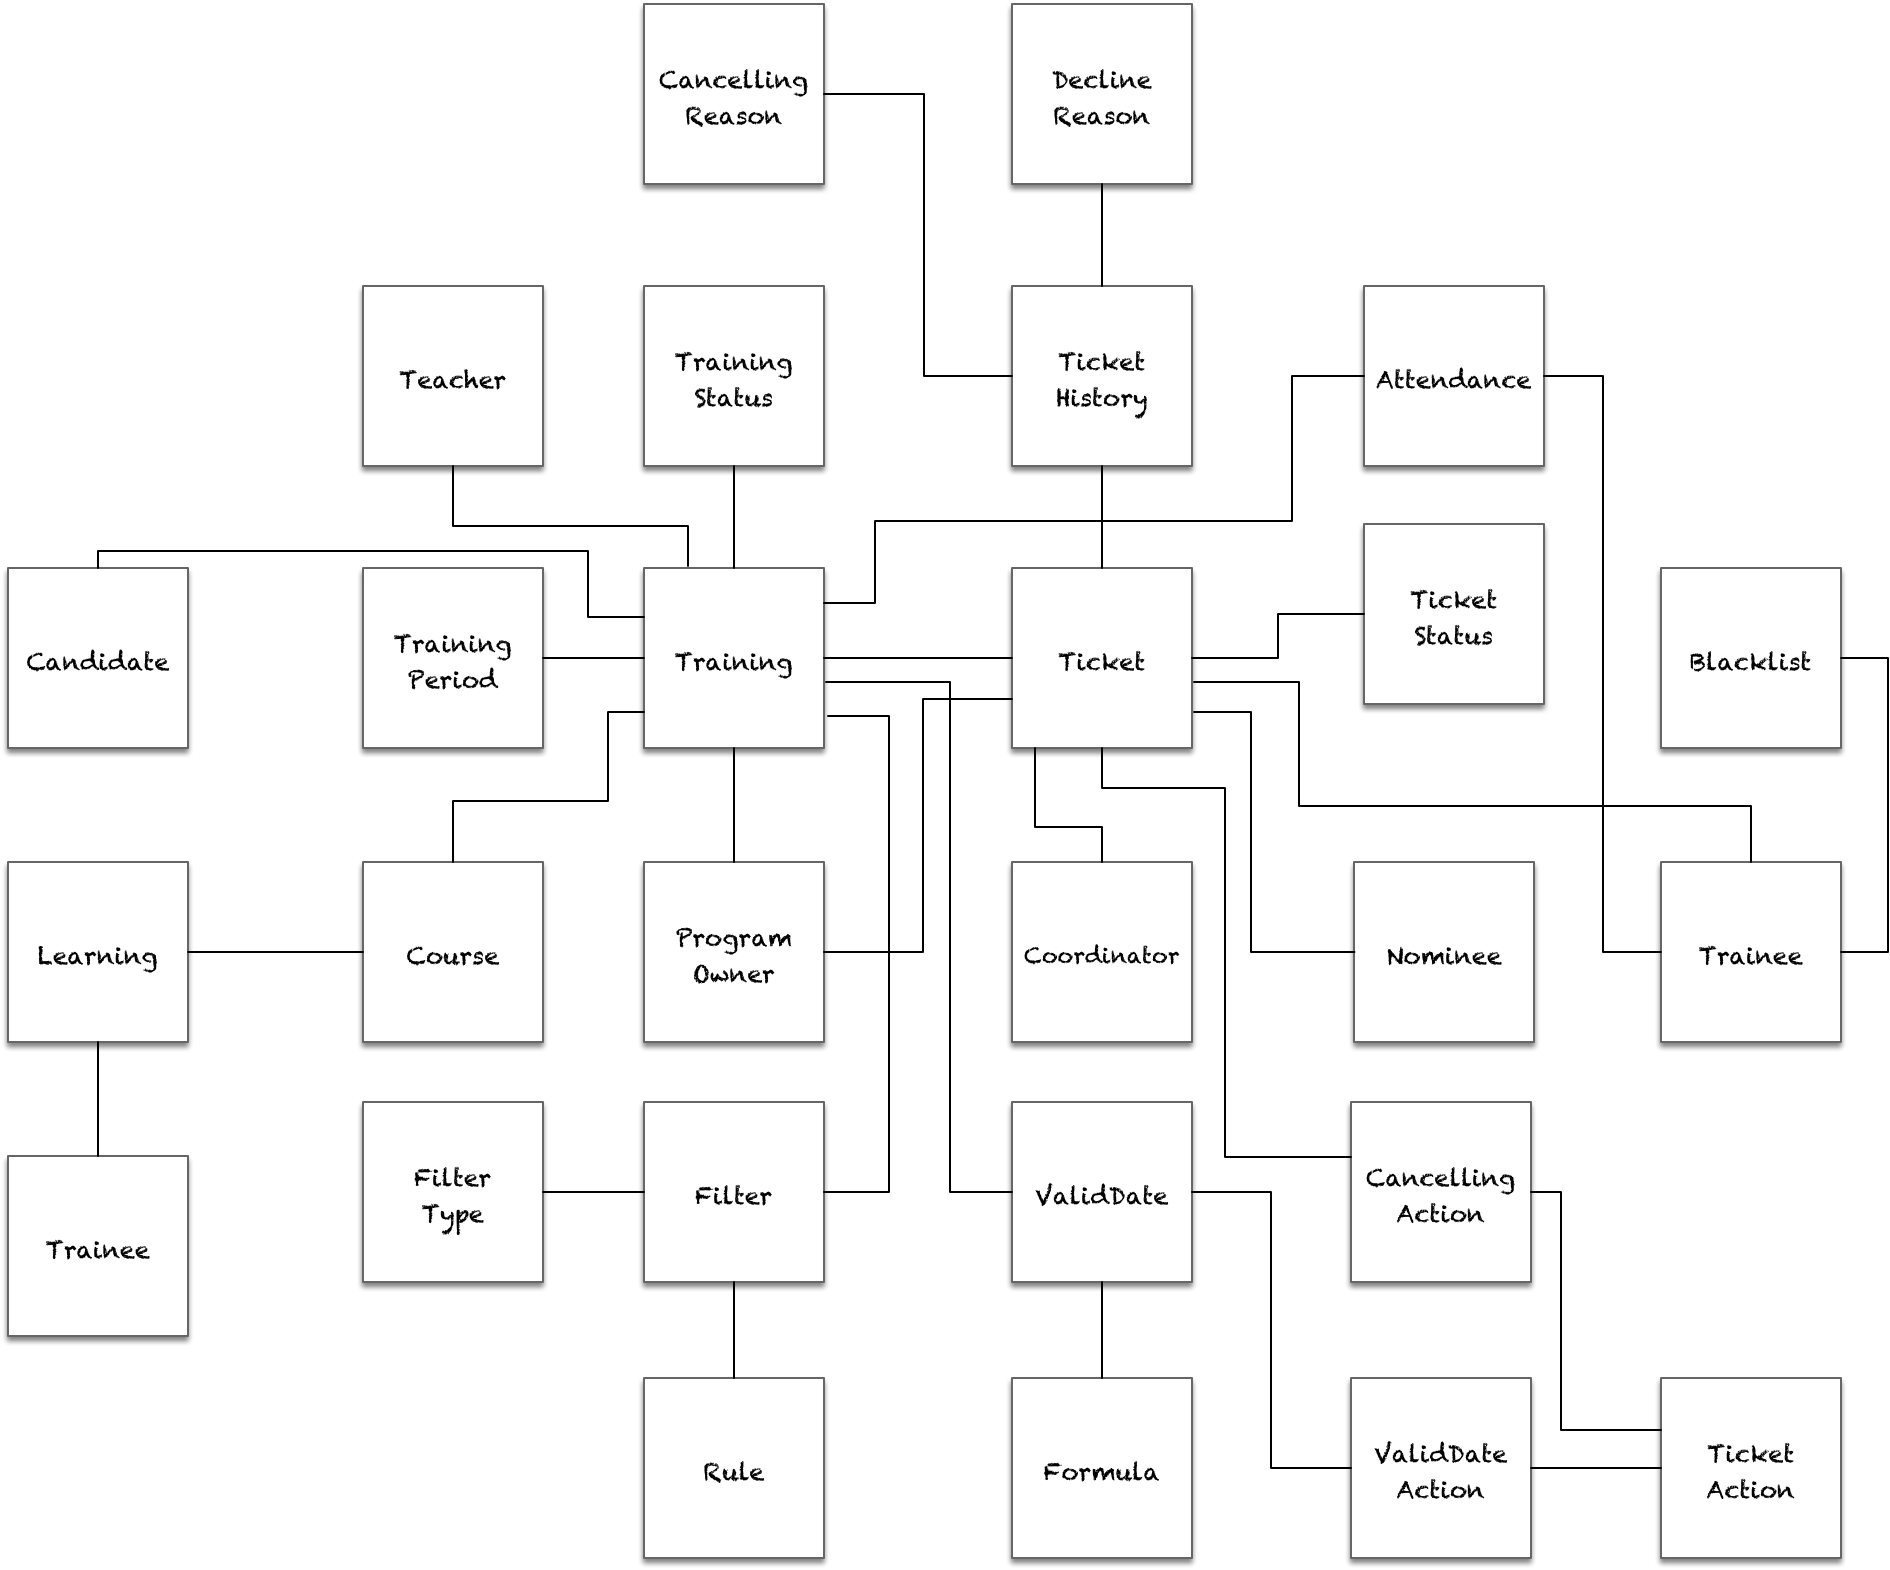 Cancelling
Reason
Decline
Reason
Teacher
Training
Status
Ticket
History
Attendance
Candidate
Training
Period
Training
Ticket
Ticket
Status
Blacklist
Learning
Course
Program
Owner
Coordinator
Nominee
Trainee
Trainee
Filter
Type
Filter
ValidDate
Cancelling
Action
Rule
Formula
ValidDate
Action
Ticket
Action